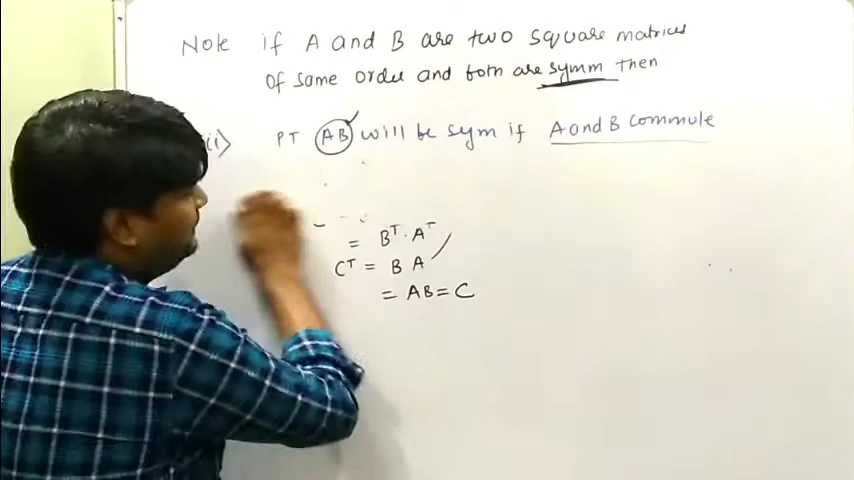 Note if A and B are two square matrices
Of same order and both are symm then
i> PT AB will be sym if A and B commute
= Bᵀ · Aᵀ
Cᵀ = B A
= AB = C